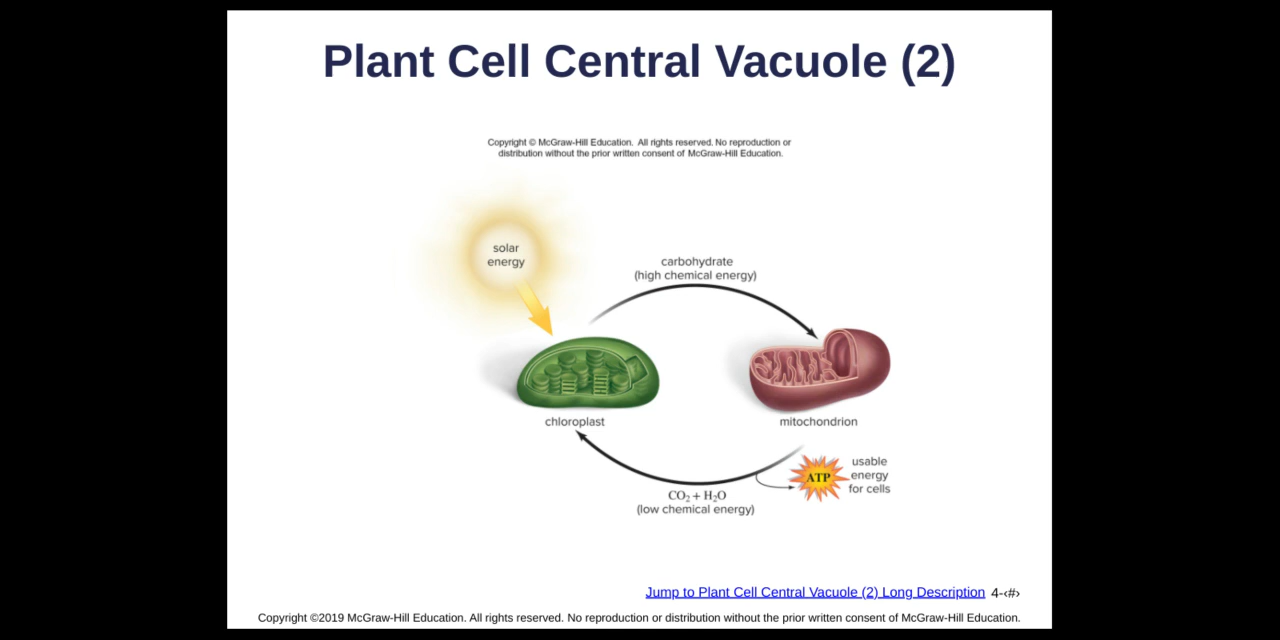 Plant Cell Central Vacuole (2)
Copyright © McGraw-Hill Education. All rights reserved. No reproduction or
distribution without the prior written consent of McGraw-Hill Education.
solar
energy
carbohydrate
(high chemical energy)
chloroplast
mitochondrion
ATP
usable
energy
for cells
CO₂ + H₂O
(low chemical energy)
Jump to Plant Cell Central Vacuole (2) Long Description 4-‹#›
Copyright ©2019 McGraw-Hill Education. All rights reserved. No reproduction or distribution without the prior written consent of McGraw-Hill Education.